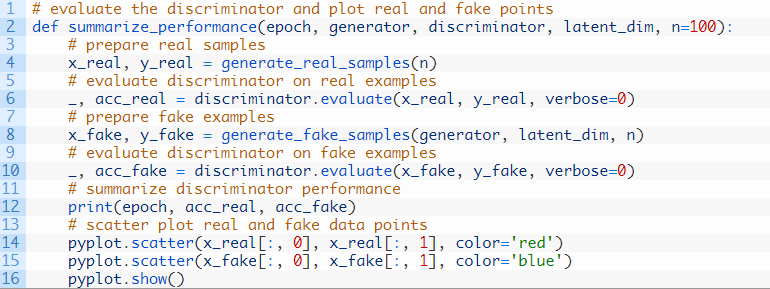 1 # evaluate the discriminator and plot real and fake points
2 def summarize_performance(epoch, generator, discriminator, latent_dim, n=100):
3     # prepare real samples
4     x_real, y_real = generate_real_samples(n)
5     # evaluate discriminator on real examples
6     _, acc_real = discriminator.evaluate(x_real, y_real, verbose=0)
7     # prepare fake examples
8     x_fake, y_fake = generate_fake_samples(generator, latent_dim, n)
9     # evaluate discriminator on fake examples
10     _, acc_fake = discriminator.evaluate(x_fake, y_fake, verbose=0)
11     # summarize discriminator performance
12     print(epoch, acc_real, acc_fake)
13     # scatter plot real and fake data points
14     pyplot.scatter(x_real[:, 0], x_real[:, 1], color='red')
15     pyplot.scatter(x_fake[:, 0], x_fake[:, 1], color='blue')
16     pyplot.show()